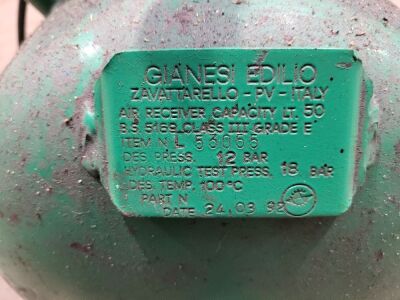 GIANESI EDILIO
ZAVATTARELLO - PV - ITALY
AIR RECEIVER CAPACITY LT. 50
B.S. 5169 CLASS III GRADE E
ITEM N L 53066
DES PRESS. 12 BAR
HYDRAULIC TEST PRESS. 18 BAR
DES. TEMP. 100°C
PART N
DATE 24.03 92